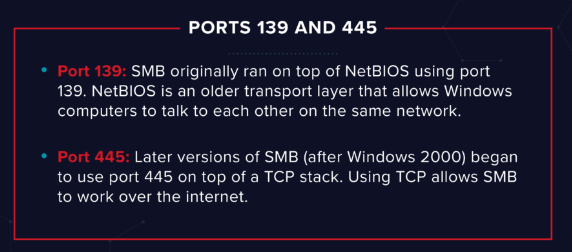 PORTS 139 AND 445
• Port 139: SMB originally ran on top of NetBIOS using port
139. NetBIOS is an older transport layer that allows Windows
computers to talk to each other on the same network.
• Port 445: Later versions of SMB (after Windows 2000) began
to use port 445 on top of a TCP stack. Using TCP allows SMB
to work over the internet.